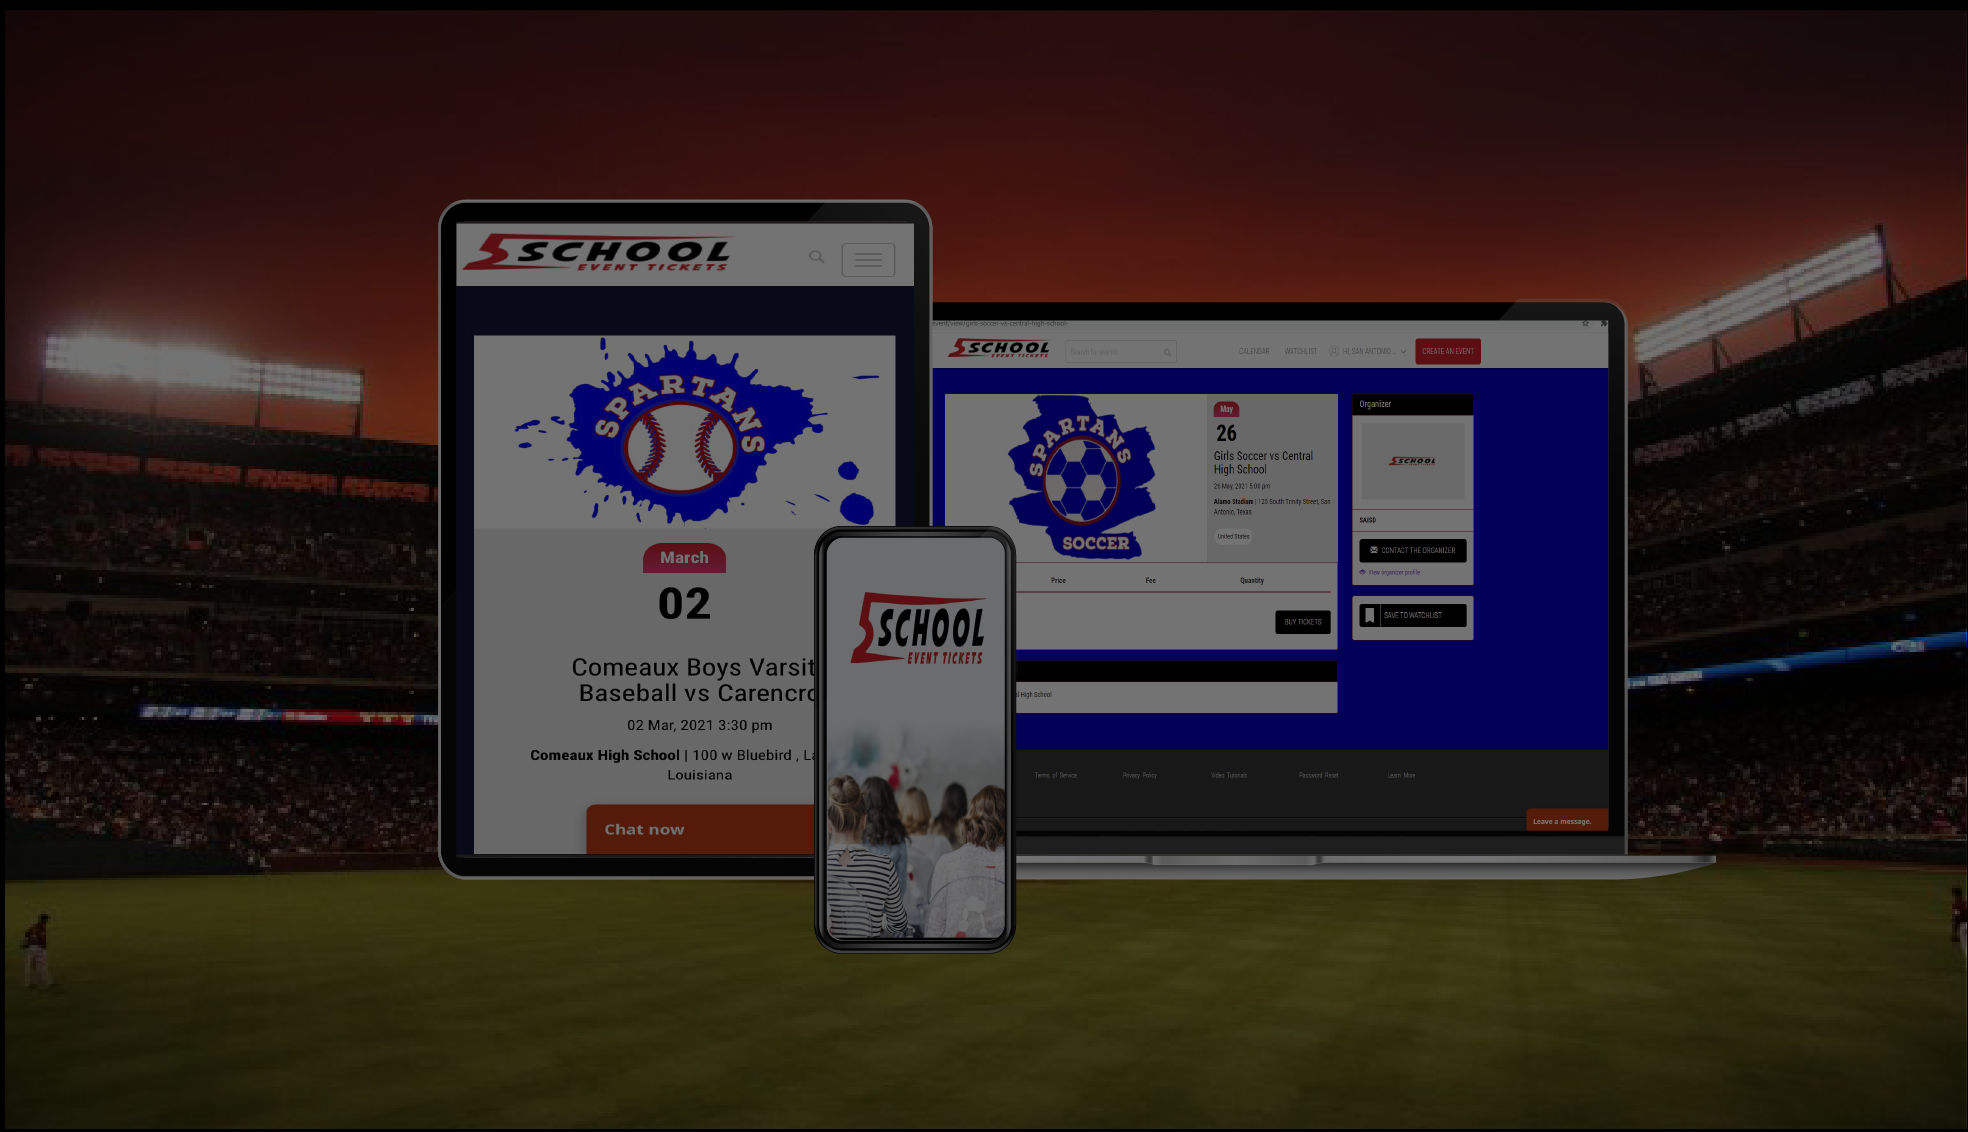 SCHOOL
EVENT TICKETS
SPARTANS
March
02
Comeaux Boys Varsit
Baseball vs Carencro
02 Mar, 2021 3:30 pm
Comeaux High School | 100 w Bluebird , La
Louisiana
Chat now
SCHOOL
EVENT TICKETS
event/view/girls-soccer-vs-central-high-school-
SCHOOL
EVENT TICKETS
Search for events
CALENDAR WATCHLIST HI, SAN ANTONIO .. CREATE AN EVENT
SPARTANS
SOCCER
May
26
Girls Soccer vs Central
High School
26 May, 2021 5:00 pm
Alamo Stadium | 123 South Trinity Street, San
Antonio, Texas
United States
Price Fee Quantity
BUY TICKETS
al High School
Organizer
SCHOOL
SAISD
CONTACT THE ORGANIZER
View organizer profile
SAVE TO WATCHLIST
Terms of Service Privacy Policy Video Tutorials Password Reset Learn More
Leave a message.